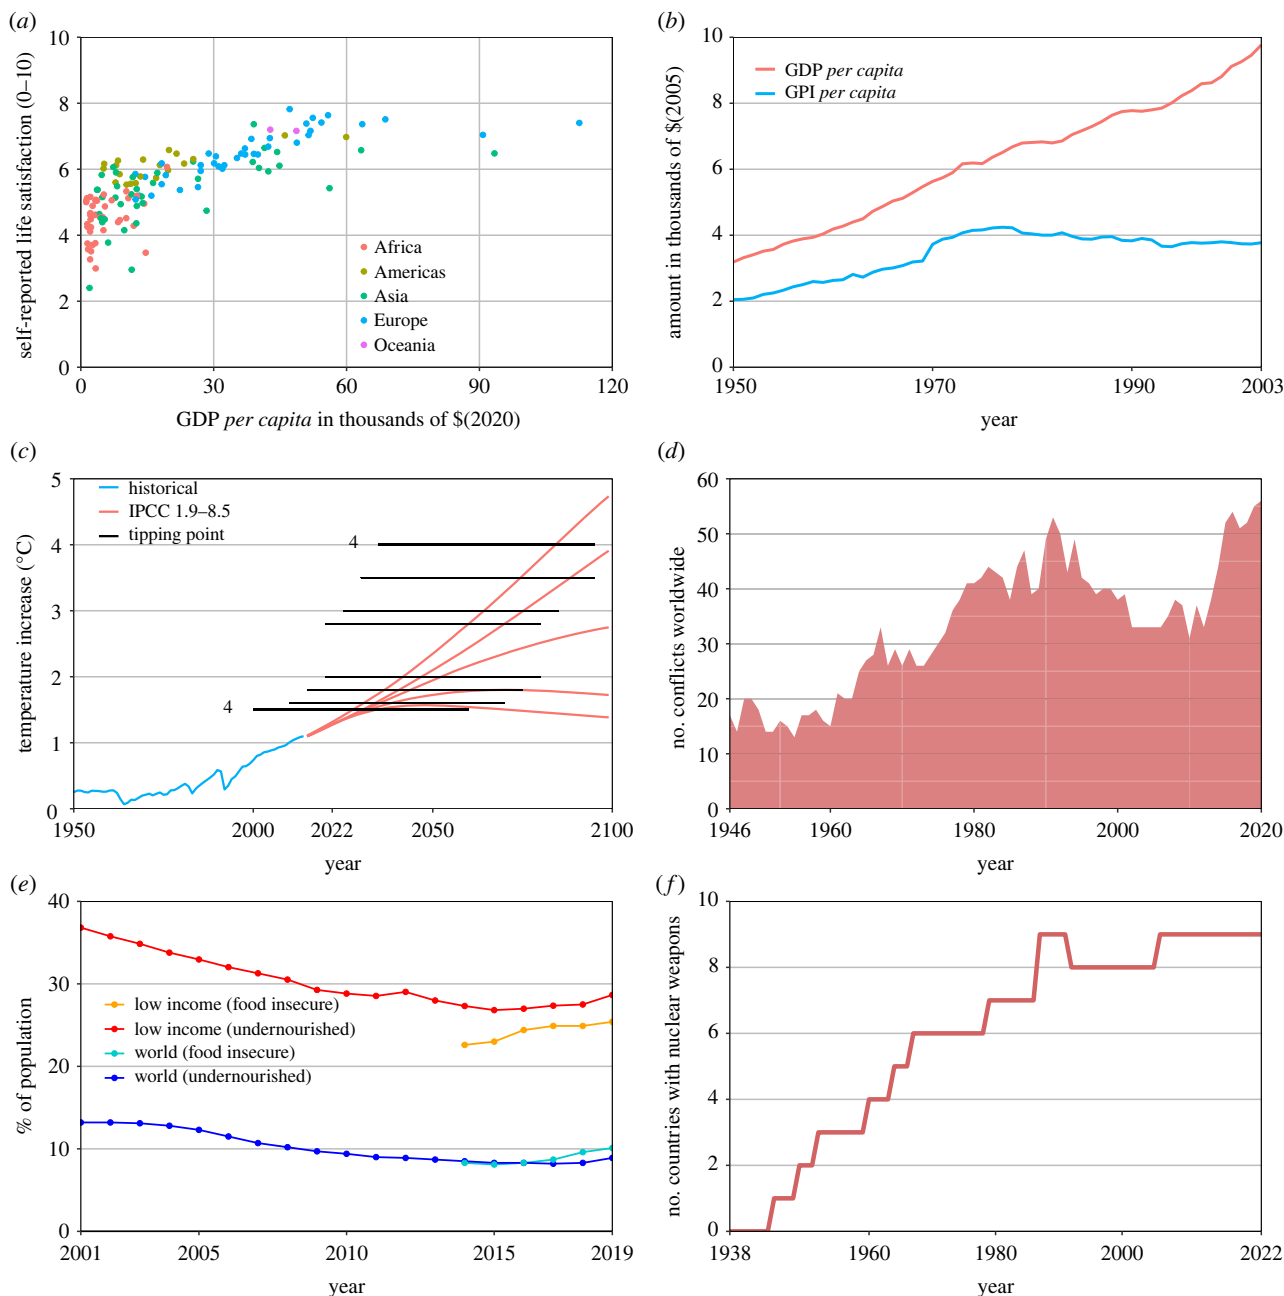 (a)
self-reported life satisfaction (0–10)
10
8
6
4
2
0
Africa
Americas
Asia
Europe
Oceania
0 30 60 90 120
GDP per capita in thousands of $(2020)
(b)
amount in thousands of $(2005)
10
8
6
4
2
0
GDP per capita
GPI per capita
1950 1970 1990 2003
year
(c)
temperature increase (°C)
5
4
3
2
1
0
historical
IPCC 1.9–8.5
tipping point
4
4
1950 2000 2022 2050 2100
year
(d)
no. conflicts worldwide
60
50
40
30
20
10
0
1946 1960 1980 2000 2020
year
(e)
% of population
40
30
20
10
0
low income (food insecure)
low income (undernourished)
world (food insecure)
world (undernourished)
2001 2005 2010 2015 2019
year
(f)
no. countries with nuclear weapons
10
8
6
4
2
0
1938 1960 1980 2000 2022
year